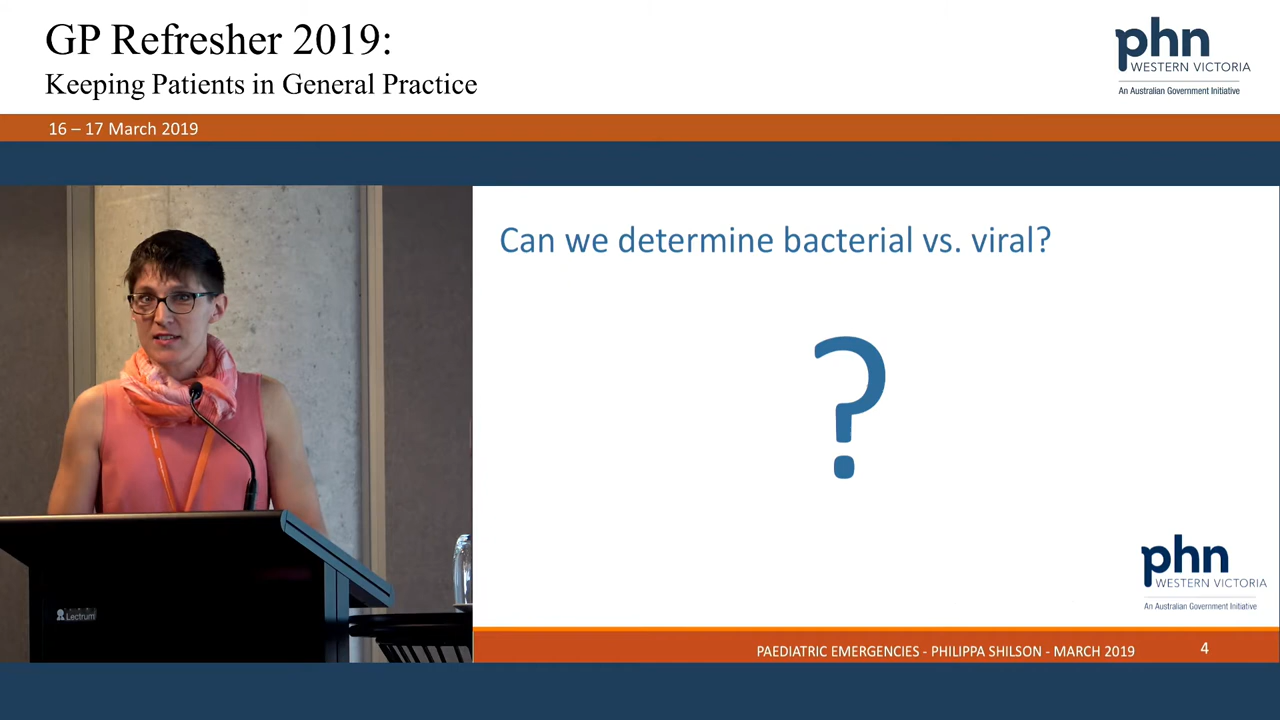 GP Refresher 2019:
Keeping Patients in General Practice
phn
WESTERN VICTORIA
An Australian Government Initiative
16 – 17 March 2019
Can we determine bacterial vs. viral?
?
phn
WESTERN VICTORIA
An Australian Government Initiative
Lectrum
PAEDIATRIC EMERGENCIES - PHILIPPA SHILSON - MARCH 2019
4